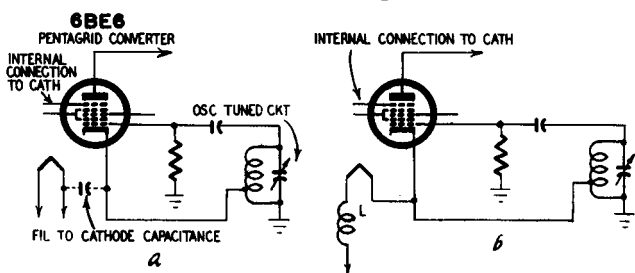 6BE6
PENTAGRID CONVERTER
INTERNAL
CONNECTION
TO CATH
OSC TUNED CKT
FIL TO CATHODE CAPACITANCE
a
INTERNAL CONNECTION TO CATH
L
b